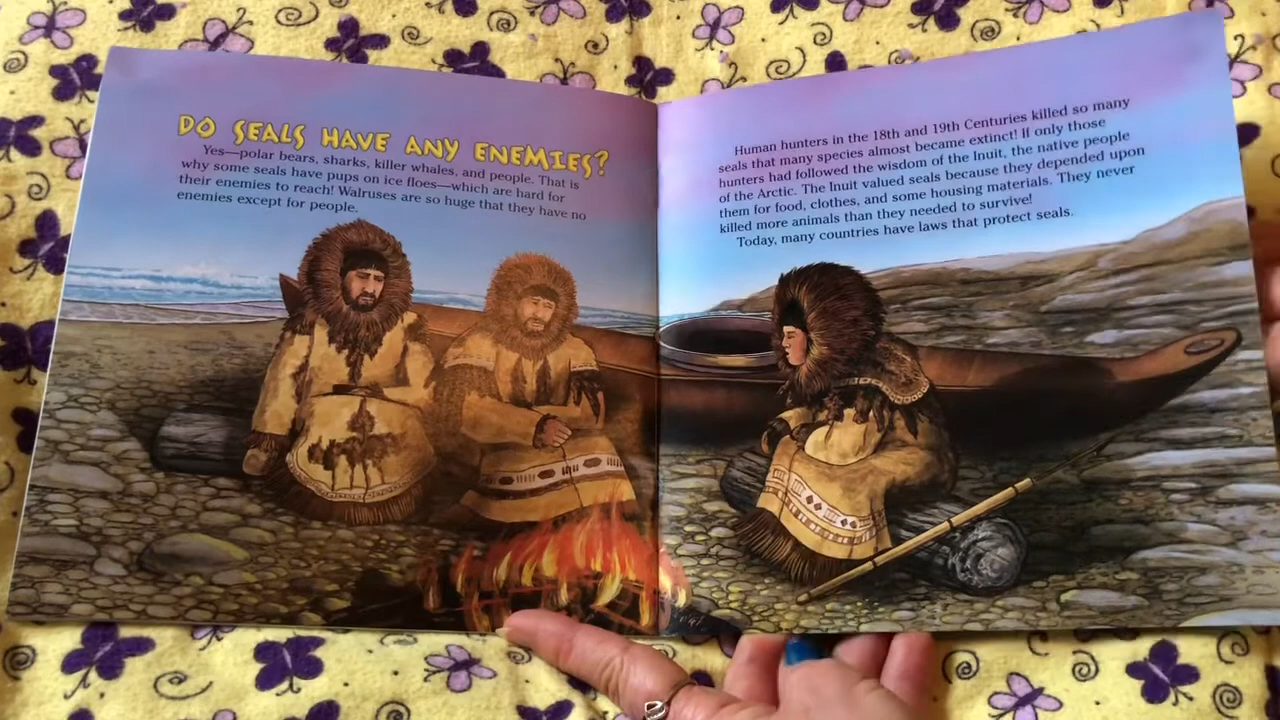 DO SEALS HAVE ANY ENEMIES?
Yes—polar bears, sharks, killer whales, and people. That is
why some seals have pups on ice floes—which are hard for
their enemies to reach! Walruses are so huge that they have no
enemies except for people.
Human hunters in the 18th and 19th Centuries killed so many
seals that many species almost became extinct! If only those
hunters had followed the wisdom of the Inuit, the native people
of the Arctic. The Inuit valued seals because they depended upon
them for food, clothes, and some housing materials. They never
killed more animals than they needed to survive!
Today, many countries have laws that protect seals.